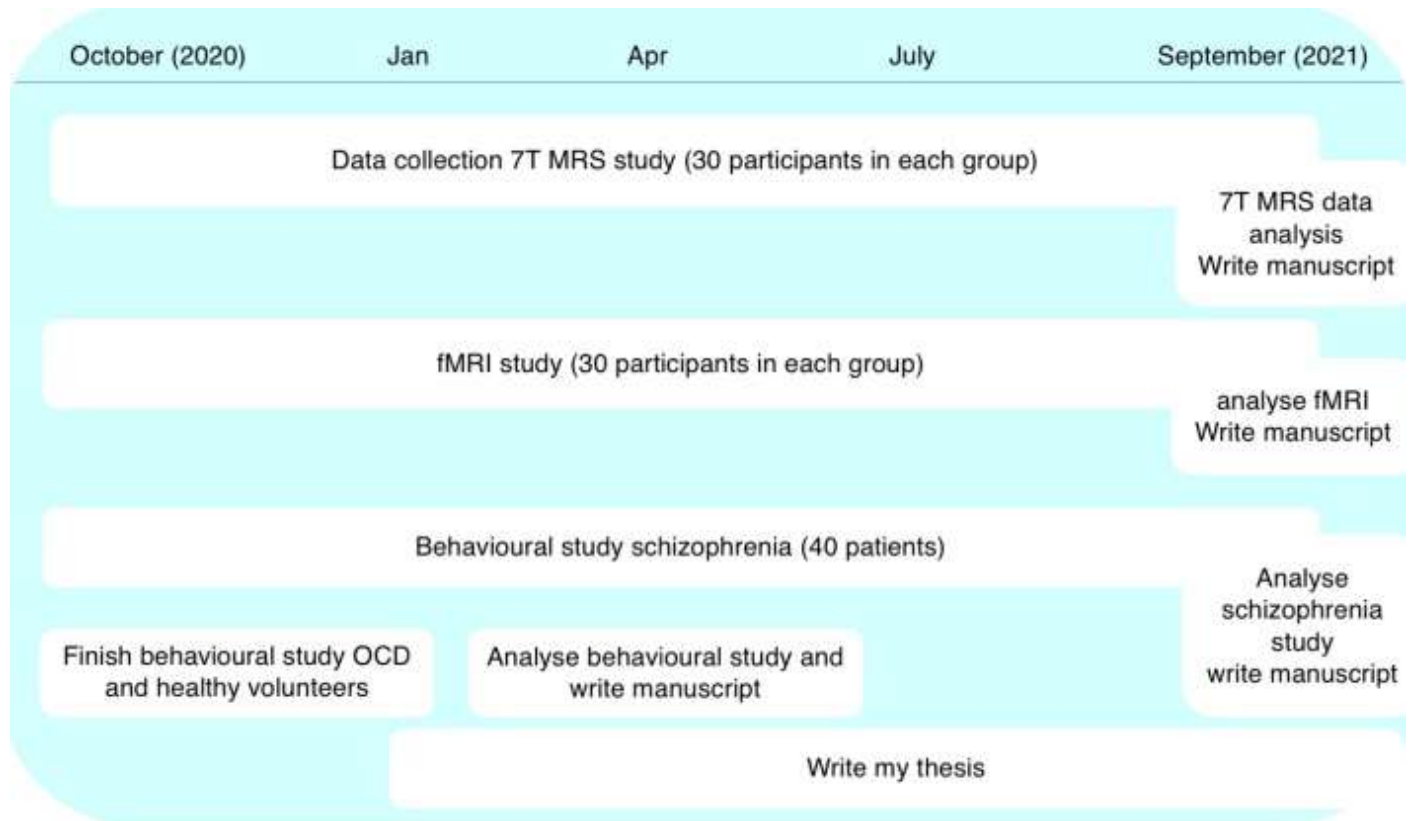 October (2020)
Jan
Apr
July
September (2021)
Data collection 7T MRS study (30 participants in each group)
7T MRS data
analysis
Write manuscript
fMRI study (30 participants in each group)
analyse fMRI
Write manuscript
Behavioural study schizophrenia (40 patients)
Analyse
schizophrenia
study
write manuscript
Finish behavioural study OCD
and healthy volunteers
Analyse behavioural study and
write manuscript
Write my thesis